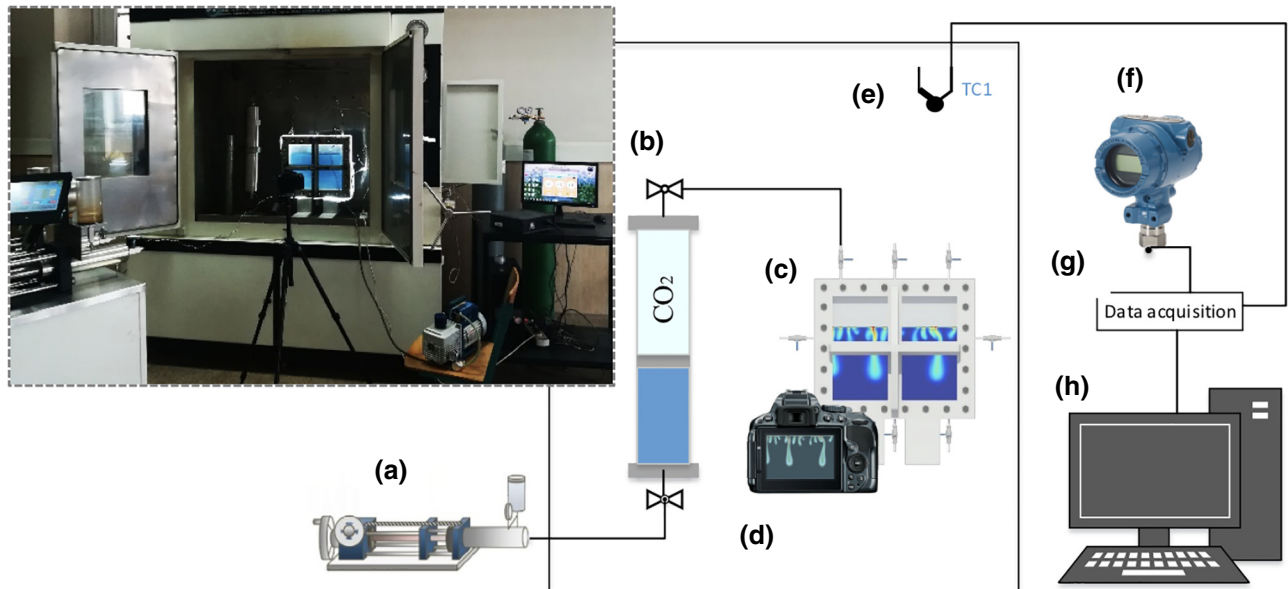 (e)
TC1
(f)
(b)
(g)
(c)
CO₂
Data acquisition
(h)
(a)
(d)